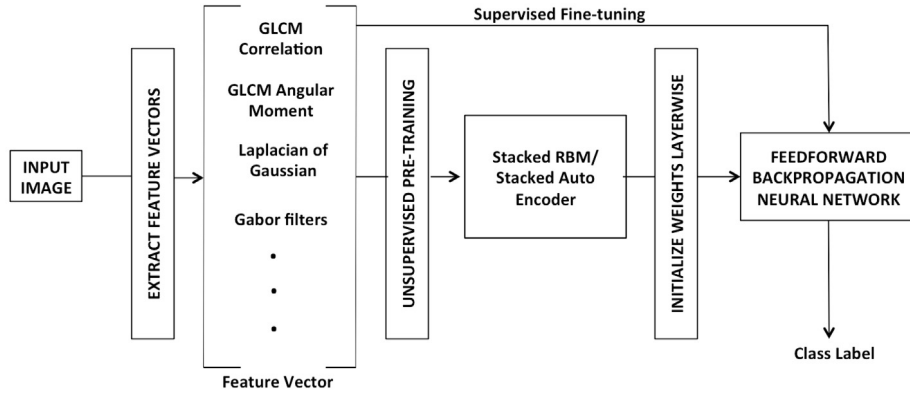 Supervised Fine-tuning
GLCM
Correlation
GLCM Angular
Moment
Laplacian of
Gaussian
Gabor filters
Feature Vector
INPUT
IMAGE
EXTRACT FEATURE VECTORS
UNSUPERVISED PRE-TRAINING
Stacked RBM/
Stacked Auto
Encoder
INITIALIZE WEIGHTS LAYERWISE
FEEDFORWARD
BACKPROPAGATION
NEURAL NETWORK
Class Label